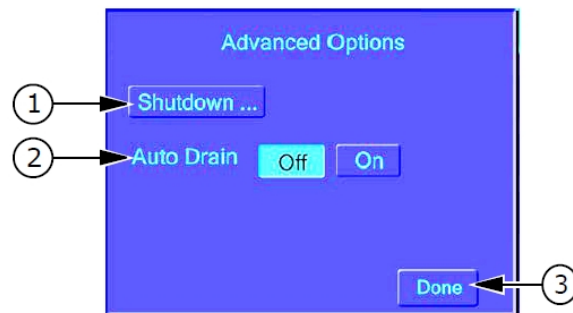 Advanced Options
1 Shutdown ...
2 Auto Drain Off On
Done 3